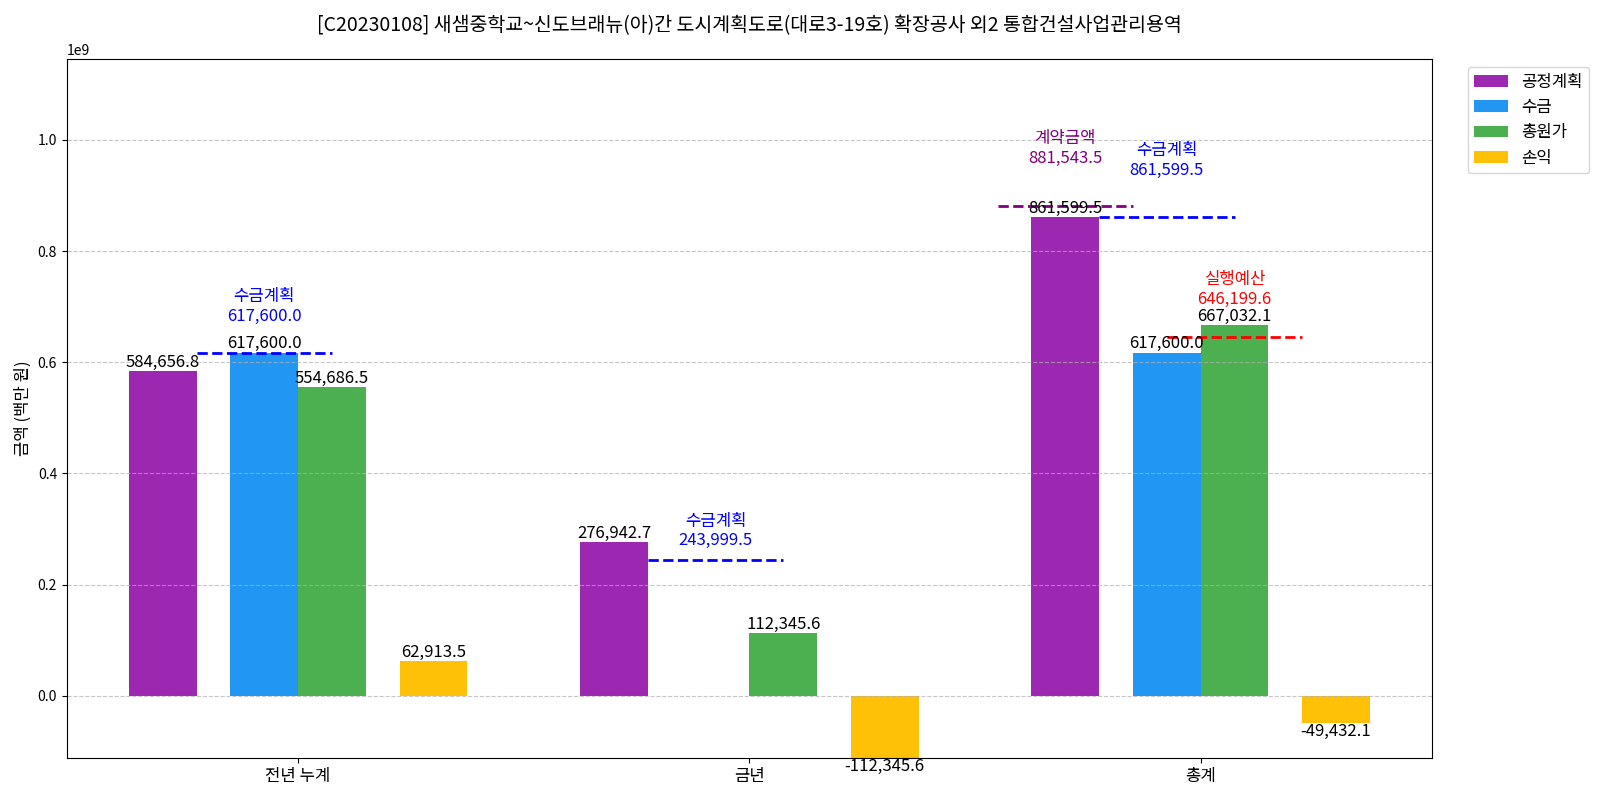 [C20230108] 새샘중학교~신도브래뉴(아)간 도시계획도로(대로3-19호) 확장공사 외2 통합건설사업관리용역
1e9
공정계획
수금
총원가
손익
금액 (백만 원)
1.0
0.8
0.6
0.4
0.2
0.0
584,656.8
수금계획
617,600.0
617,600.0
554,686.5
62,913.5
276,942.7
수금계획
243,999.5
112,345.6
-112,345.6
계약금액
881,543.5
861,599.5
수금계획
861,599.5
617,600.0
실행예산
646,199.6
667,032.1
-49,432.1
전년 누계
금년
총계